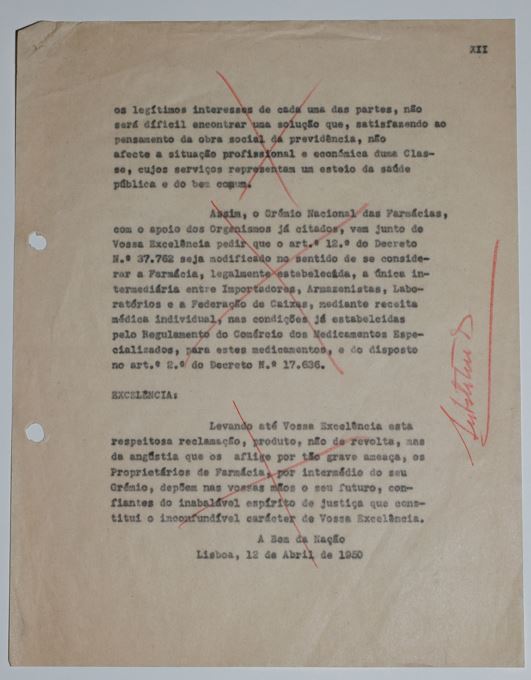 XII
os legítimos interesses de cada uma das partes, não
será difícil encontrar uma solução que, satisfazendo ao
pensamento da obra social da previdência, não
afecte a situação profissional e económica duma Clas-
se, cujos serviços representam um esteio da saúde
pública e do bem comum.
Assim, o Grémio Nacional das Farmácias,
com o apoio dos Organismos já citados, vem junto de
Vossa Excelência pedir que o art.º 12.º do Decreto
N.º 37.762 seja modificado no sentido de se conside-
rar a Farmácia, legalmente estabelecida, a única in-
termediária entre Importadores, Armazenistas, Labo-
ratórios e a Federação de Caixas, mediante receita
médica individual, nas condições já estabeleidas
pelo Regulamento do Comércio dos Medicamentos Espe-
cializados, para estes medicamentos, e do disposto
no art.º 2.º do Decreto N.º 17.636.
EXCELÊNCIA:
Levando até Vossa Excelência esta
respeitosa reclamação, produto, não de revolta, mas
da angústia que os aflige por tão grave ameaça, os
Proprietários de Farmácia, por intermédio do seu
Grémio, depõem nas vossas mãos o seu futuro, con-
fiantes do inabalável espírito de justiça que cons-
titui o inconfundível carácter de Vossa Excelência.
A Bem da Nação
Lisboa, 12 de Abril de 1950